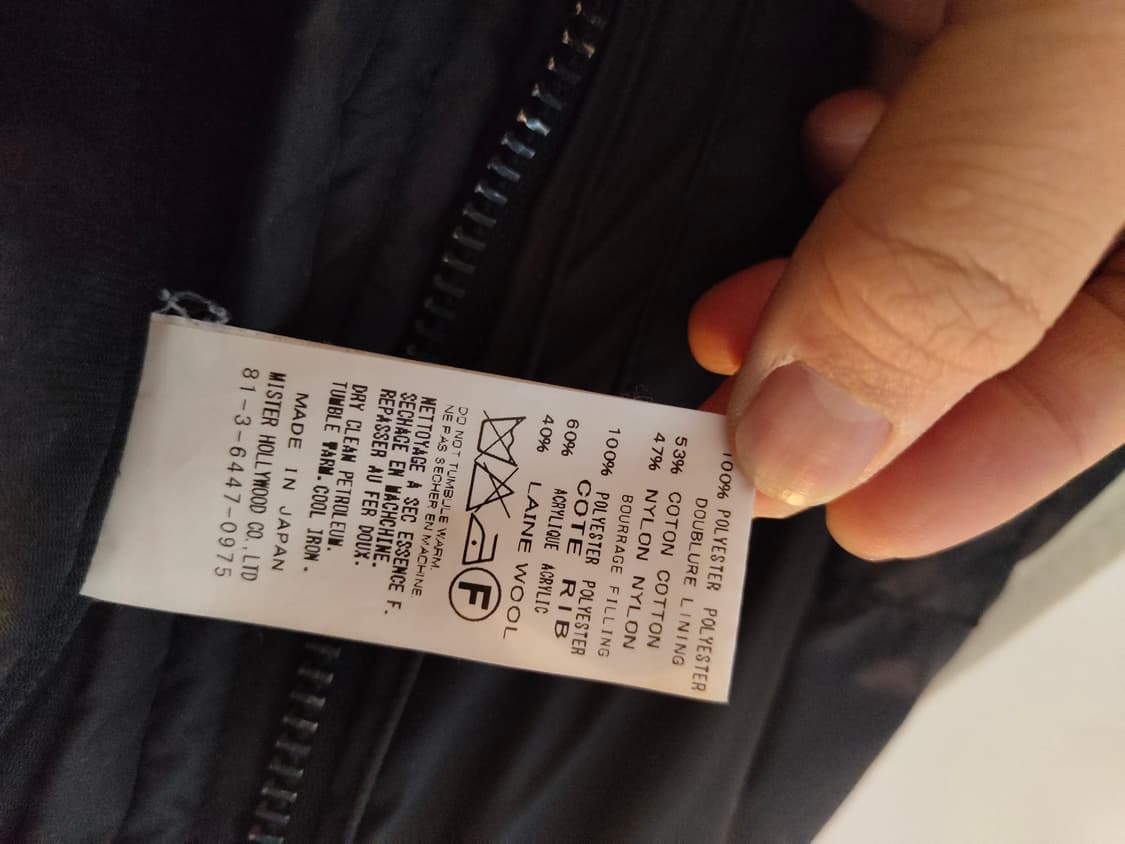 100% POLYESTER POLYESTER
DOUBLURE LINING
53% COTON COTTON
47% NYLON NYLON
BOURRAGE FILLING
100% POLYESTER POLYESTER
COTE RIB
60% ACRYLIQUE ACRYLIC
40% LAINE WOOL
F
DO NOT TUMBULE WARM.
NE PAS SECHER EN MACHINE.
NETTOYAGE A SEC ESSENCE F.
SECHAGE EN MACHCHINE.
REPASSER AU FER DOUX.
DRY CLEAN PETROLEUM.
TUMBLE WARM.COOL IRON.
MADE IN JAPAN
MISTER HOLLYWOOD CO.,LTD
81-3-6447-0975